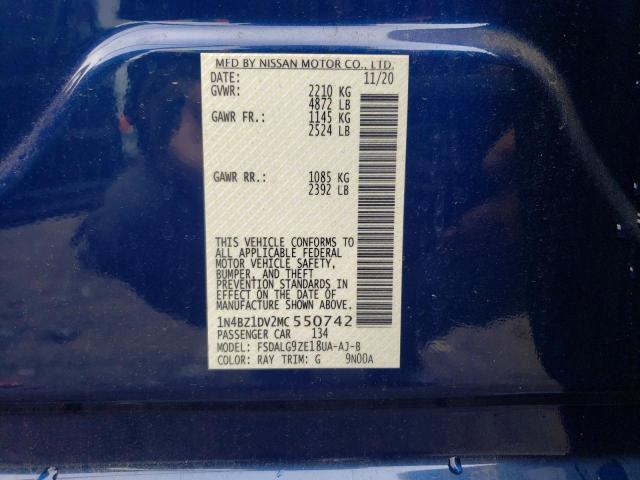 MFD BY NISSAN MOTOR CO., LTD.
DATE: 11/20
GVWR: 2210 KG
4872 LB
GAWR FR.: 1145 KG
2524 LB
GAWR RR.: 1085 KG
2392 LB
THIS VEHICLE CONFORMS TO
ALL APPLICABLE FEDERAL
MOTOR VEHICLE SAFETY,
BUMPER, AND THEFT
PREVENTION STANDARDS IN
EFFECT ON THE DATE OF
MANUFACTURE SHOWN ABOVE.
1N4BZ1DV2MC 550742
PASSENGER CAR 134
MODEL: FSDALG9ZE18UA-AJ-B
COLOR: RAY TRIM: G 9N00A